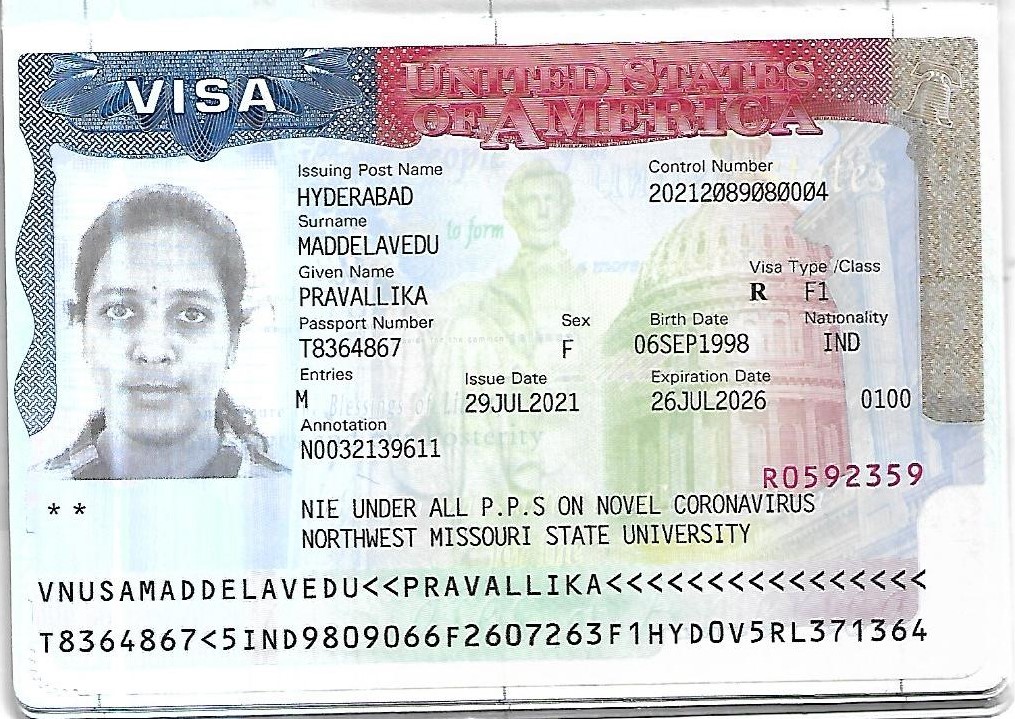 VISA
UNITED STATES
OF AMERICA
Issuing Post Name
HYDERABAD
Control Number
20212089080004
Surname
MADDELAVEDU
to form
Given Name
PRAVALLIKA
Visa Type /Class
R F1
Passport Number
T8364867
Sex
F
Birth Date
06SEP1998
Nationality
IND
Entries
M
Issue Date
29JUL2021
Expiration Date
26JUL2026
0100
Annotation
N0032139611
R0592359
** NIE UNDER ALL P.P.S ON NOVEL CORONAVIRUS
NORTHWEST MISSOURI STATE UNIVERSITY
VNUSAMADDELAVEDU<<PRAVALLIKA<<<<<<<<<<<<<<<<
T8364867<5IND9809066F2607263F1HYD0V5RL371364